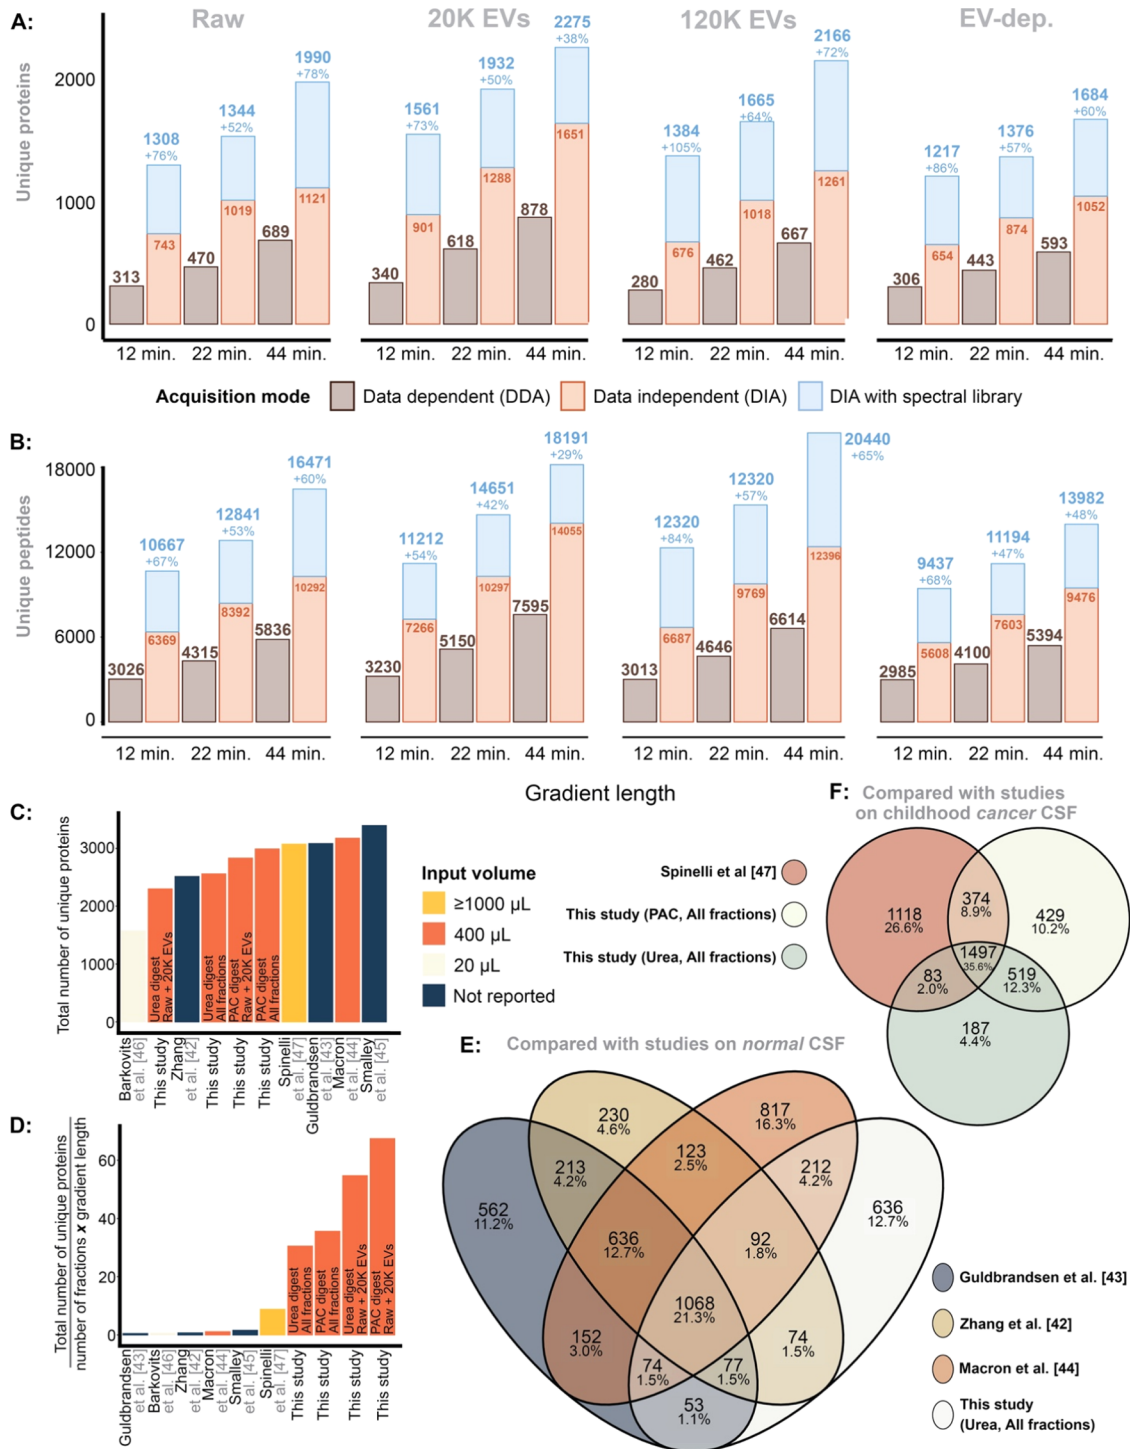 A:
Raw
20K EVs
120K EVs
EV-dep.
Unique proteins
2000
1000
0
313
1308
+76%
743
470
1344
+52%
1019
689
1990
+78%
1121
340
1561
+73%
901
618
1932
+50%
1288
878
2275
+38%
1651
280
1384
+105%
676
462
1665
+64%
1018
667
2166
+72%
1261
306
1217
+86%
654
443
1376
+57%
874
593
1684
+60%
1052
12 min. 22 min. 44 min.
12 min. 22 min. 44 min.
12 min. 22 min. 44 min.
12 min. 22 min. 44 min.
Acquisition mode
Data dependent (DDA)
Data independent (DIA)
DIA with spectral library
B:
Unique peptides
18000
12000
6000
0
3026
10667
+67%
6369
4315
12841
+53%
8392
5836
16471
+60%
10292
3230
11212
+54%
7266
5150
14651
+42%
10297
7595
18191
+29%
14055
3013
12320
+84%
6687
4646
12320
+57%
9769
6614
20440
+65%
12396
2985
9437
+68%
5608
4100
11194
+47%
7603
5394
13982
+48%
9476
12 min. 22 min. 44 min.
12 min. 22 min. 44 min.
12 min. 22 min. 44 min.
12 min. 22 min. 44 min.
Gradient length
C:
Total number of unique proteins
3000
2000
1000
0
Urea digest
Raw + 20K EVs
Urea digest
All fractions
PAC digest
Raw + 20K EVs
PAC digest
All fractions
Barkovits
et al. [46]
This study
Zhang
et al. [42]
This study
This study
This study
Spinelli
et al. [47]
Guldbrandsen
et al. [43]
Macron
et al. [44]
Smalley
et al. [45]
Input volume
≥1000 µL
400 µL
20 µL
Not reported
D:
Total number of unique proteins
number of fractions x gradient length
60
40
20
0
Urea digest
All fractions
PAC digest
All fractions
Urea digest
Raw + 20K EVs
PAC digest
Raw + 20K EVs
Guldbrandsen
et al. [43]
Barkovits
et al. [46]
Zhang
et al. [42]
Macron
et al. [44]
Smalley
et al. [45]
Spinelli
et al. [47]
This study
This study
This study
This study
F:
Compared with studies
on childhood cancer CSF
Spinelli et al [47]
This study (PAC, All fractions)
This study (Urea, All fractions)
1118
26.6%
374
8.9%
429
10.2%
1497
35.6%
83
2.0%
519
12.3%
187
4.4%
E:
Compared with studies on normal CSF
230
4.6%
817
16.3%
123
2.5%
213
4.2%
212
4.2%
562
11.2%
636
12.7%
636
12.7%
92
1.8%
1068
21.3%
152
3.0%
74
1.5%
74
1.5%
77
1.5%
53
1.1%
Guldbrandsen et al. [43]
Zhang et al. [42]
Macron et al. [44]
This study
(Urea, All fractions)